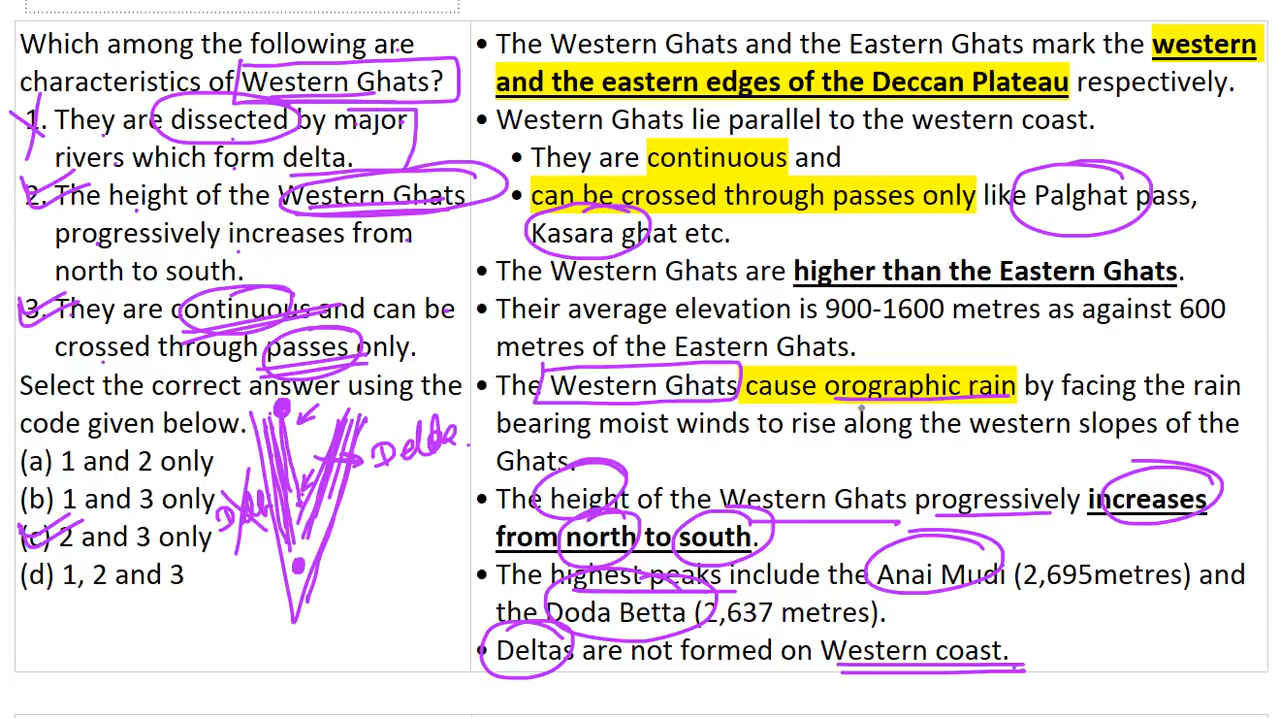 Which among the following are
characteristics of Western Ghats?
1. They are dissected by major
rivers which form delta.
2. The height of the Western Ghats
progressively increases from
north to south.
3. They are continuous and can be
crossed through passes only.
Select the correct answer using the
code given below.
(a) 1 and 2 only
(b) 1 and 3 only
(c) 2 and 3 only
(d) 1, 2 and 3
Delta
• The Western Ghats and the Eastern Ghats mark the western
and the eastern edges of the Deccan Plateau respectively.
• Western Ghats lie parallel to the western coast.
• They are continuous and
• can be crossed through passes only like Palghat pass,
Kasara ghat etc.
• The Western Ghats are higher than the Eastern Ghats.
• Their average elevation is 900-1600 metres as against 600
metres of the Eastern Ghats.
• The Western Ghats cause orographic rain by facing the rain
bearing moist winds to rise along the western slopes of the
Ghats.
• The height of the Western Ghats progressively increases
from north to south.
• The highest peaks include the Anai Mudi (2,695metres) and
the Doda Betta (2,637 metres).
• Deltas are not formed on Western coast.